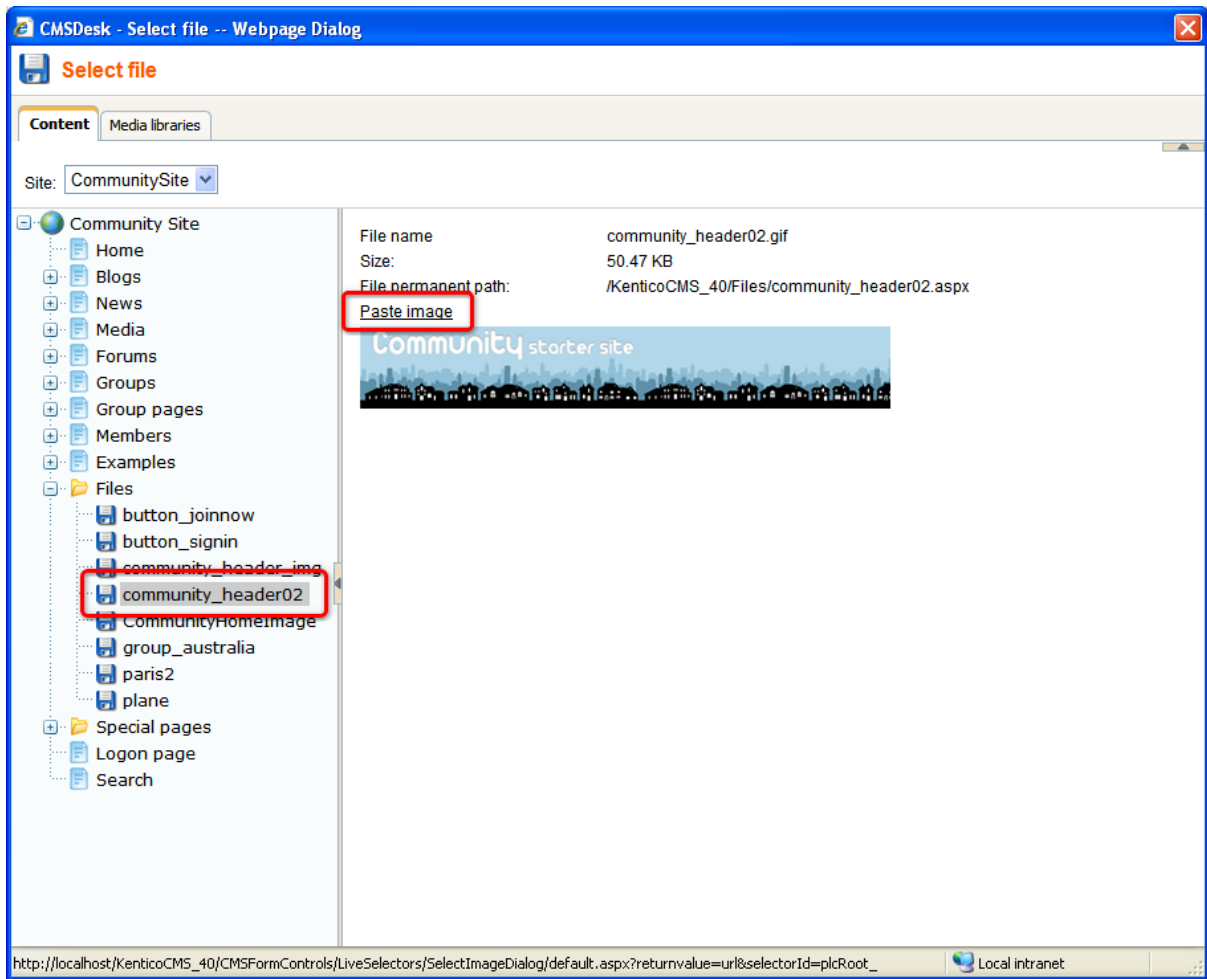 CMSDesk - Select file -- Webpage Dialog
Select file
Content Media libraries
Site: CommunitySite
Community Site
Home
Blogs
News
Media
Forums
Groups
Group pages
Members
Examples
Files
button_joinnow
button_signin
community_header_img
community_header02
CommunityHomeImage
group_australia
paris2
plane
Special pages
Logon page
Search
File name community_header02.gif
Size: 50.47 KB
File permanent path: /KenticoCMS_40/Files/community_header02.aspx
Paste image
Community starter site
http://localhost/KenticoCMS_40/CMSFormControls/LiveSelectors/SelectImageDialog/default.aspx?returnvalue=url&selectorId=plcRoot_ Local intranet